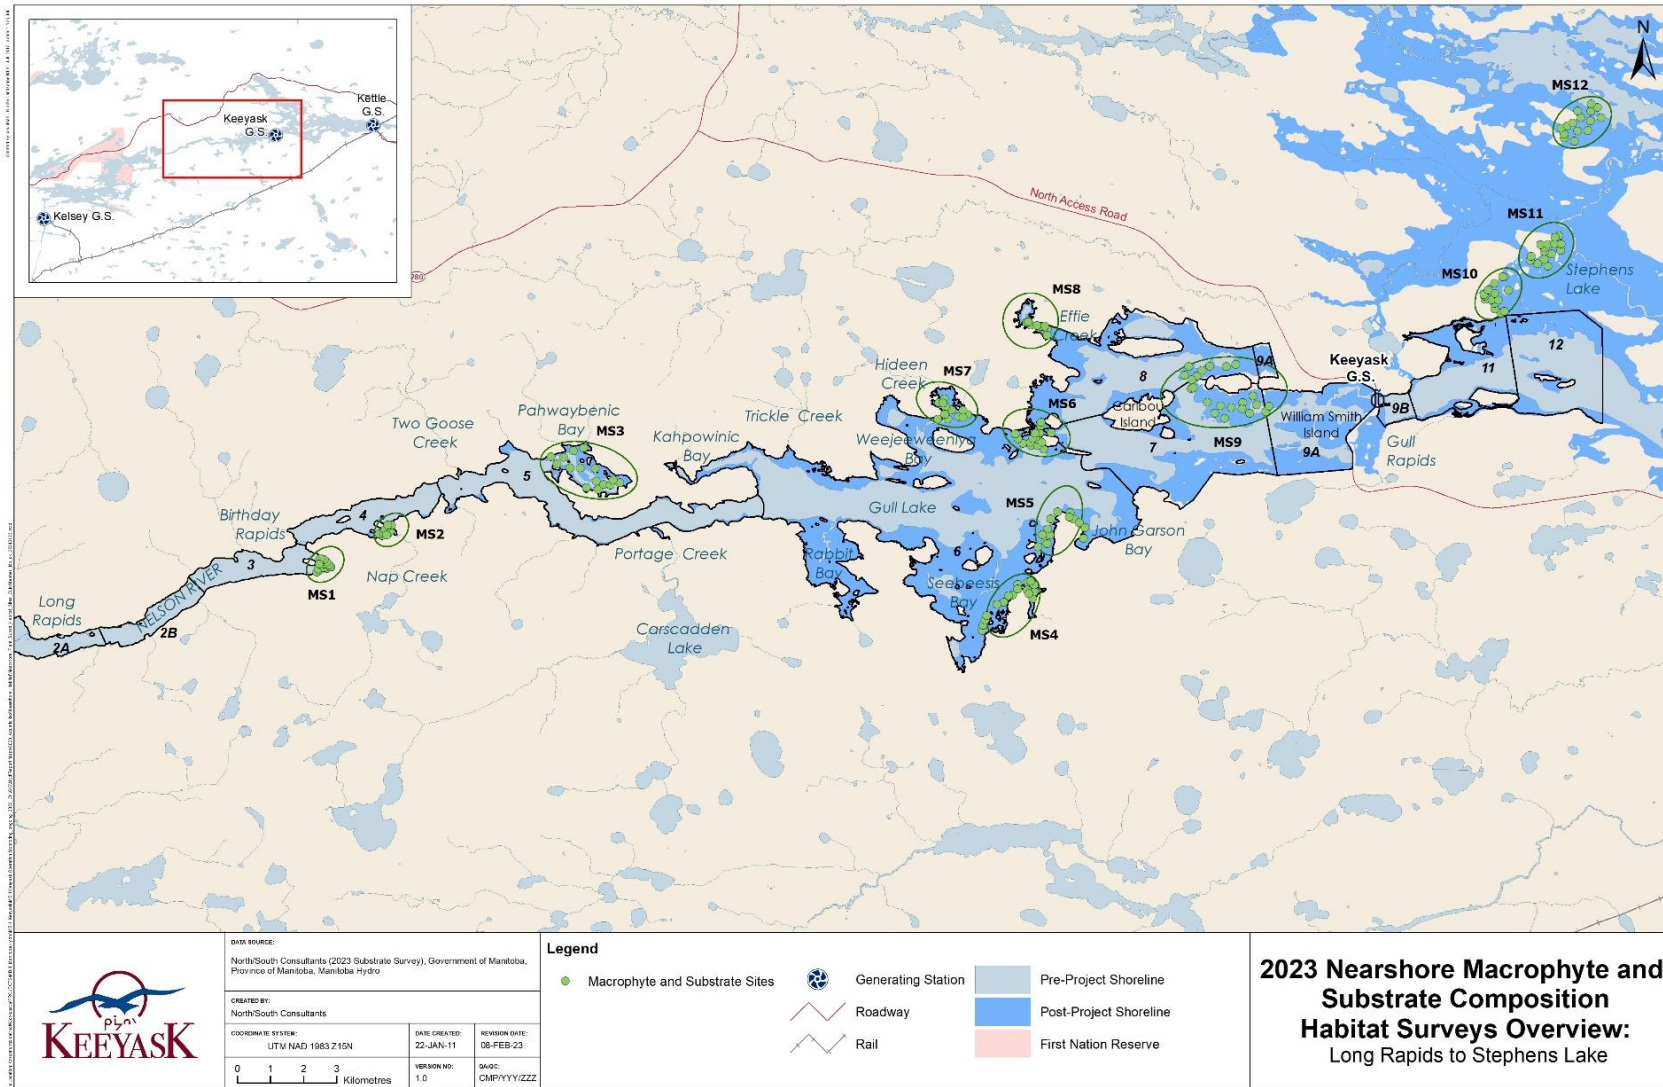 Kettle
G.S.
Keeyask
G.S.
Kelsey G.S.
980
North Access Road
N
MS12
MS11
MS10
Stephens
Lake
MS8
Effie
Creek
Hideen
Creek
MS7
8
9A
Keeyask
G.S.
11
12
Two Goose
Creek
Pahwaybenic
Bay
MS3
Kahpowinic
Bay
Trickle Creek
MS6
Caribou
Island
Weejeeweeniya
Bay
7
MS9
William Smith
Island
9A
9B
Gull
Rapids
5
Gull Lake
MS5
John Garson
Bay
Birthday
Rapids
4
MS2
3
Nap Creek
MS1
Portage Creek
Rabbit
Bay
6
Seebeesis
Bay
MS4
Long
Rapids
NELSON RIVER
2A
2B
Carscadden
Lake
KEEYASK
DATA SOURCE:
North/South Consultants (2023 Substrate Survey), Government of Manitoba,
Province of Manitoba, Manitoba Hydro
CREATED BY:
North/South Consultants
COORDINATE SYSTEM:
UTM NAD 1983 Z15N
DATE CREATED:
22-JAN-11
REVISION DATE:
08-FEB-23
0 1 2 3 Kilometres
VERSION NO:
1.0
QA/QC:
CMP/YYY/ZZZ
Legend
Macrophyte and Substrate Sites
Generating Station
Roadway
Rail
Pre-Project Shoreline
Post-Project Shoreline
First Nation Reserve
2023 Nearshore Macrophyte and
Substrate Composition
Habitat Surveys Overview:
Long Rapids to Stephens Lake